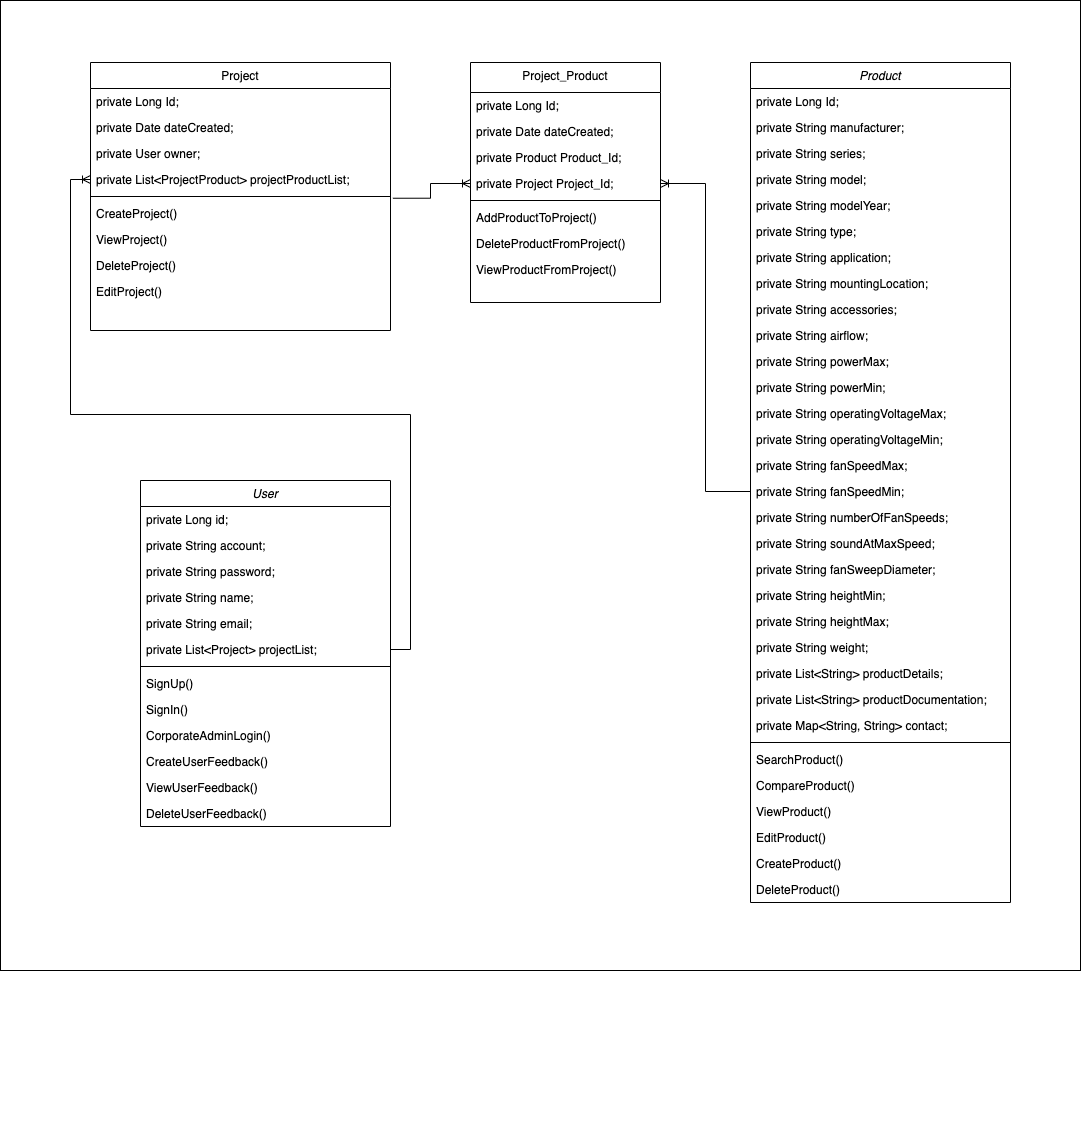 Project
private Long Id;
private Date dateCreated;
private User owner;
private List<ProjectProduct> projectProductList;
CreateProject()
ViewProject()
DeleteProject()
EditProject()
Project_Product
private Long Id;
private Date dateCreated;
private Product Product_Id;
private Project Project_Id;
AddProductToProject()
DeleteProductFromProject()
ViewProductFromProject()
Product
private Long Id;
private String manufacturer;
private String series;
private String model;
private String modelYear;
private String type;
private String application;
private String mountingLocation;
private String accessories;
private String airflow;
private String powerMax;
private String powerMin;
private String operatingVoltageMax;
private String operatingVoltageMin;
private String fanSpeedMax;
private String fanSpeedMin;
private String numberOfFanSpeeds;
private String soundAtMaxSpeed;
private String fanSweepDiameter;
private String heightMin;
private String heightMax;
private String weight;
private List<String> productDetails;
private List<String> productDocumentation;
private Map<String, String> contact;
SearchProduct()
CompareProduct()
ViewProduct()
EditProduct()
CreateProduct()
DeleteProduct()
User
private Long id;
private String account;
private String password;
private String name;
private String email;
private List<Project> projectList;
SignUp()
SignIn()
CorporateAdminLogin()
CreateUserFeedback()
ViewUserFeedback()
DeleteUserFeedback()